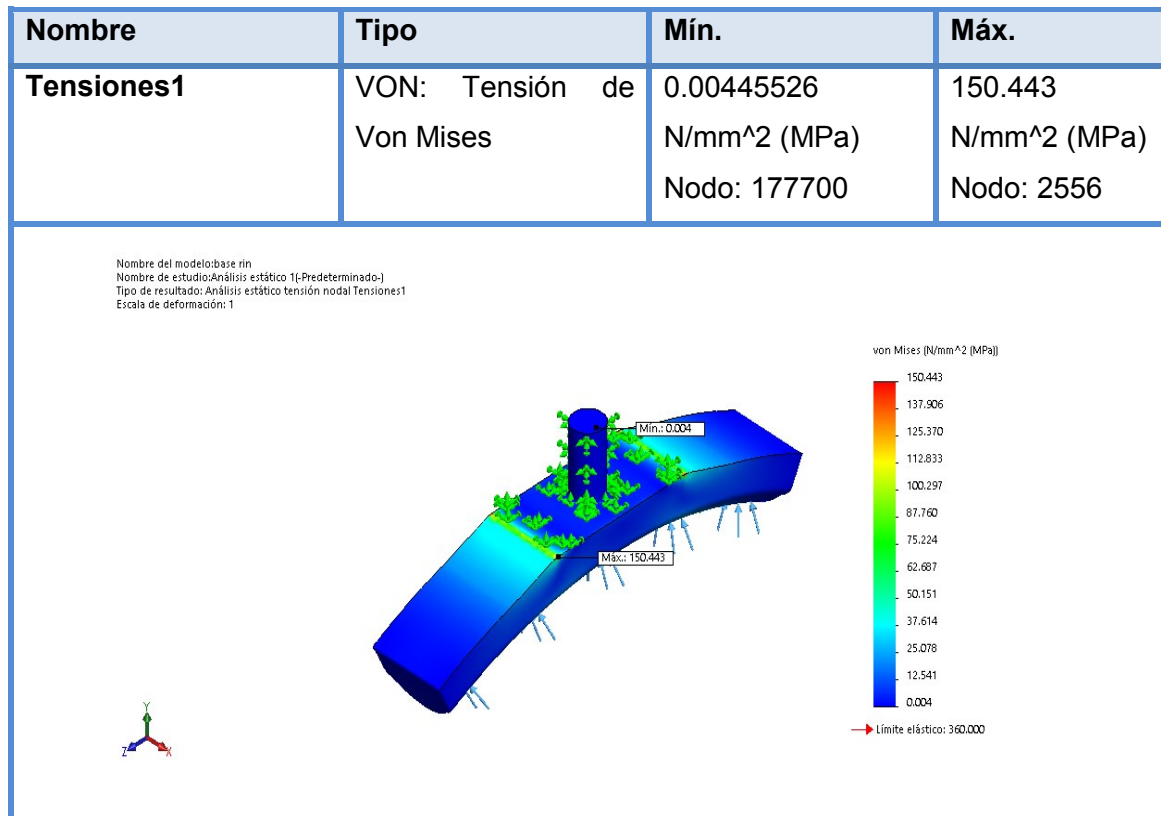 Nombre Tipo Mín. Máx.
Tensiones1 VON: Tensión de 0.00445526 150.443
Von Mises N/mm^2 (MPa) N/mm^2 (MPa)
Nodo: 177700 Nodo: 2556
Nombre del modelo:base rin
Nombre de estudio:Análisis estático 1(-Predeterminado-)
Tipo de resultado: Análisis estático tensión nodal Tensiones1
Escala de deformación: 1
von Mises (N/mm^2 (MPa))
150.443
137.906
125.370
112.833
100.297
87.760
75.224
62.687
50.151
37.614
25.078
12.541
0.004
Límite elástico: 360.000
Mín.: 0.004
Máx.: 150.443
Y
Z X